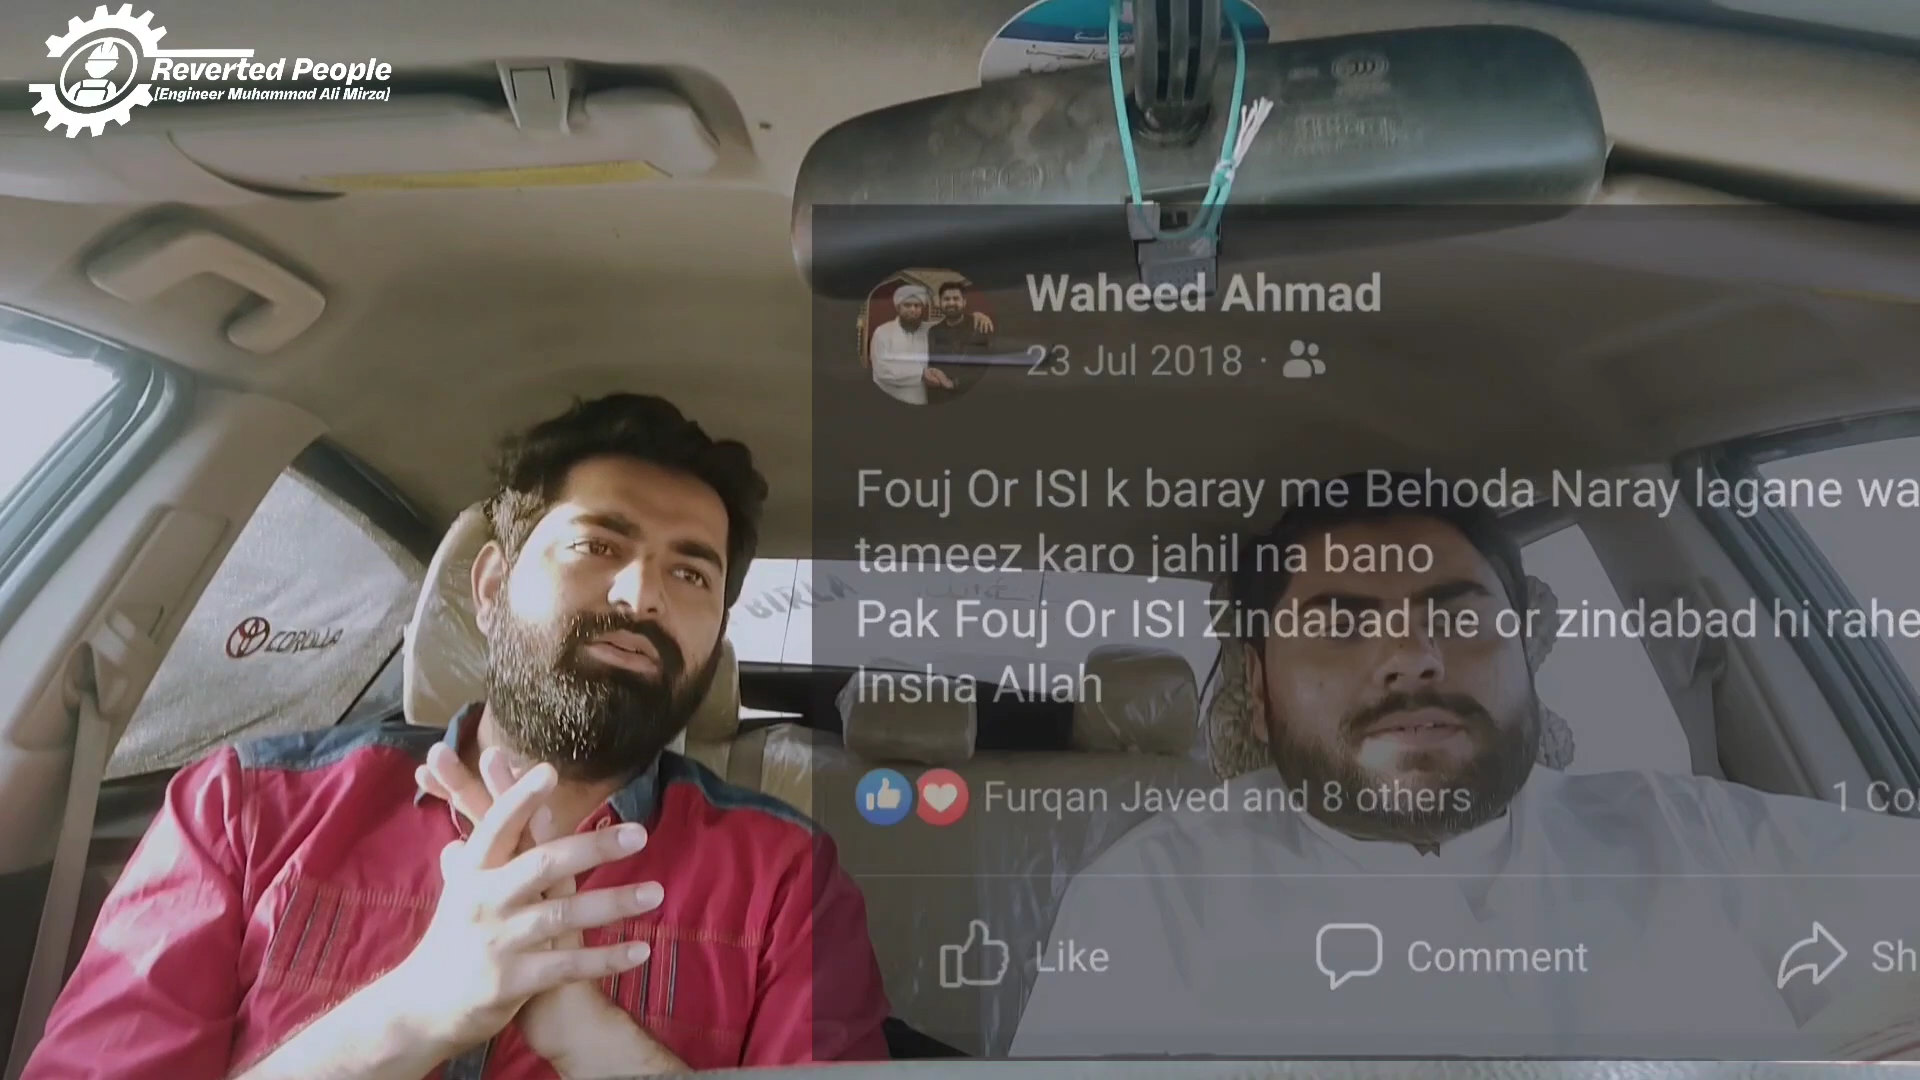 Reverted People
[Engineer Muhammad Ali Mirza]
Waheed Ahmad
23 Jul 2018 ·
Fouj Or ISI k baray me Behoda Naray lagane wa
tameez karo jahil na bano
Pak Fouj Or ISI Zindabad he or zindabad hi rahe
Insha Allah
COROLLA
Furqan Javed and 8 others
1 Co
Like
Comment
Sh